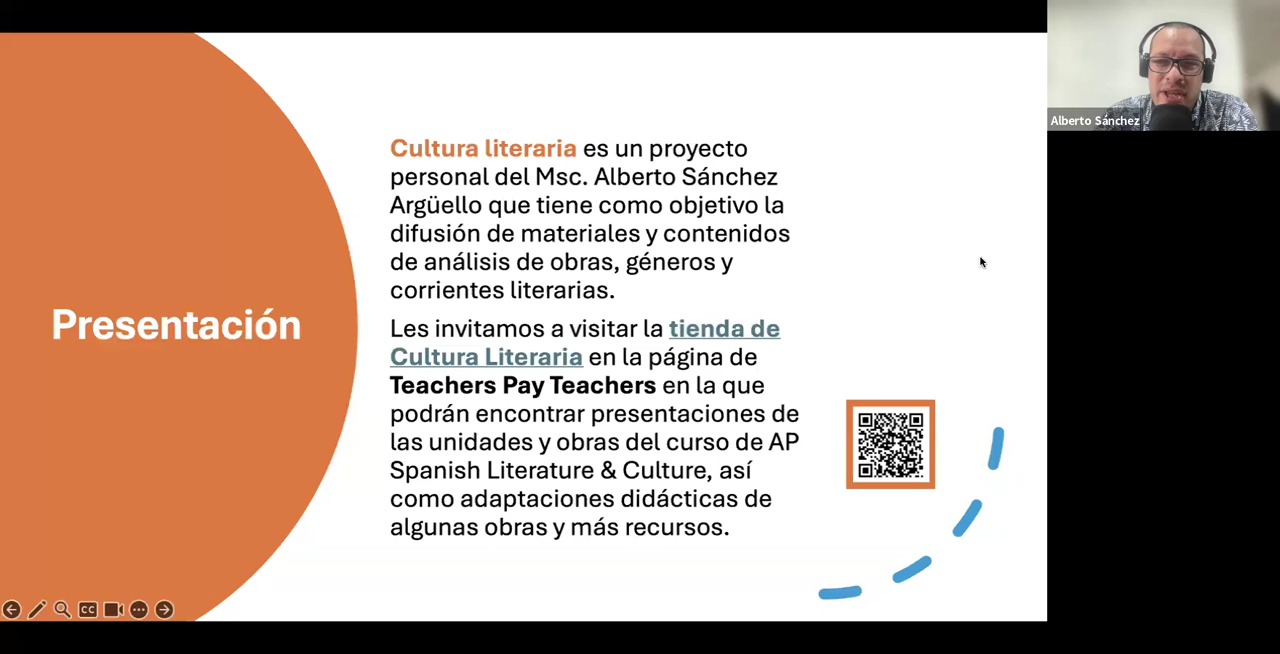 Presentación
Cultura literaria es un proyecto
personal del Msc. Alberto Sánchez
Argüello que tiene como objetivo la
difusión de materiales y contenidos
de análisis de obras, géneros y
corrientes literarias.
Les invitamos a visitar la tienda de
Cultura Literaria en la página de
Teachers Pay Teachers en la que
podrán encontrar presentaciones de
las unidades y obras del curso de AP
Spanish Literature & Culture, así
como adaptaciones didácticas de
algunas obras y más recursos.
Alberto Sánchez
CC